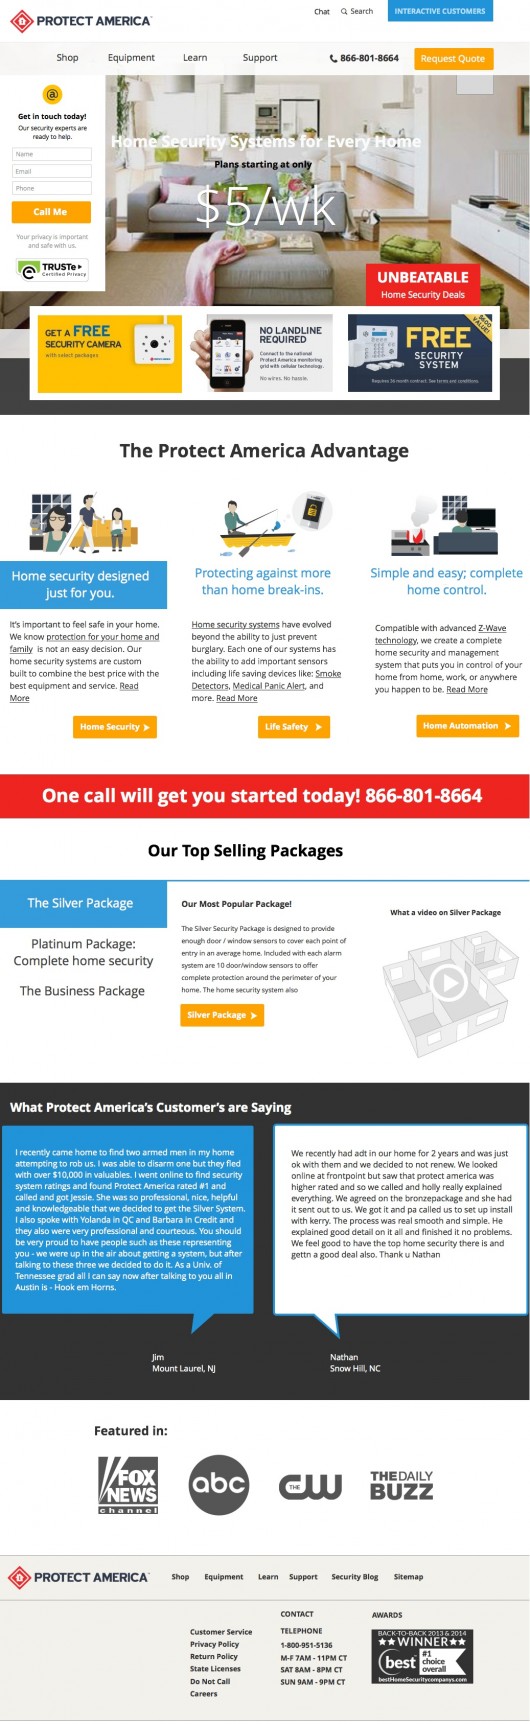 PROTECT AMERICA
Chat
Search
INTERACTIVE CUSTOMERS
Shop
Equipment
Learn
Support
866-801-8664
Request Quote
@
Get in touch today!
Our security experts are
ready to help.
Name
Email
Phone
Call Me
Your privacy is important
and safe with us.
TRUSTe
Certified Privacy
Home Security Systems for Every Home
Plans starting at only
$5/wk
UNBEATABLE
Home Security Deals
GET A FREE
SECURITY CAMERA
with select packages
NO LANDLINE
REQUIRED
Connect to the national
Protect America monitoring
grid with cellular technology.
No wires. No hassle.
$600
VALUE!
FREE
SECURITY
SYSTEM
Requires 36 month contract. See terms and conditions.
The Protect America Advantage
Home security designed
just for you.
It's important to feel safe in your home.
We know protection for your home and
family is not an easy decision. Our
home security systems are custom
built to combine the best price with the
best equipment and service. Read
More
Home Security
Protecting against more
than home break-ins.
Home security systems have evolved
beyond the ability to just prevent
burglary. Each one of our systems has
the ability to add important sensors
including life saving devices like: Smoke
Detectors, Medical Panic Alert, and
more. Read More
Life Safety
Simple and easy; complete
home control.
Compatible with advanced Z-Wave
technology, we create a complete
home security and management
system that puts you in control of your
home from home, work, or anywhere
you happen to be. Read More
Home Automation
One call will get you started today! 866-801-8664
Our Top Selling Packages
The Silver Package
Platinum Package:
Complete home security
The Business Package
Our Most Popular Package!
The Silver Security Package is designed to provide
enough door / window sensors to cover each point of
entry in an average home. Included with each alarm
system are 10 door/window sensors to offer
complete protection around the perimeter of your
home. The home security system also
Silver Package
What a video on Silver Package
What Protect America's Customer's are Saying
I recently came home to find two armed men in my home
attempting to rob us. I was able to disarm one but they fled
with over $10,000 in valuables. I went online to find security
system ratings and found Protect America rated #1 and
called and got Jessie. She was so professional, nice, helpful
and knowledgeable that we decided to get the Silver System.
I also spoke with Yolanda in QC and Barbara in Credit and
they also were very professional and courteous. You should
be very proud to have people such as these representing
you - we were up in the air about getting a system, but after
talking to these three we decided to do it. As a Univ. of
Tennessee grad all I can say now after talking to you all in
Austin is - Hook em Horns.
Jim
Mount Laurel, NJ
We recently had adt in our home for 2 years and was just
ok with them and we decided to not renew. We looked
online at frontpoint but saw that protect america was
higher rated and so we called and holly really explained
everything. We agreed on the bronzepackage and she had
it sent out to us. We got it and pa called us to set up install
with kerry. The process was real smooth and simple. He
explained good detail on it all and finished it no problems.
We feel good to have the top home security there is and
gettn a good deal also. Thank u Nathan
Nathan
Snow Hill, NC
Featured in:
FOX
NEWS
channel
abc
THE CW
THE DAILY
BUZZ
PROTECT AMERICA
Shop
Equipment
Learn
Support
Security Blog
Sitemap
Customer Service
Privacy Policy
Return Policy
State Licenses
Do Not Call
Careers
CONTACT
TELEPHONE
1-800-951-5136
M-F 7AM - 11PM CT
SAT 8AM - 8PM CT
SUN 9AM - 9PM CT
AWARDS
BACK-TO-BACK 2013 & 2014
WINNER
best
#1
choice
overall
bestHomeSecuritycompanys.com